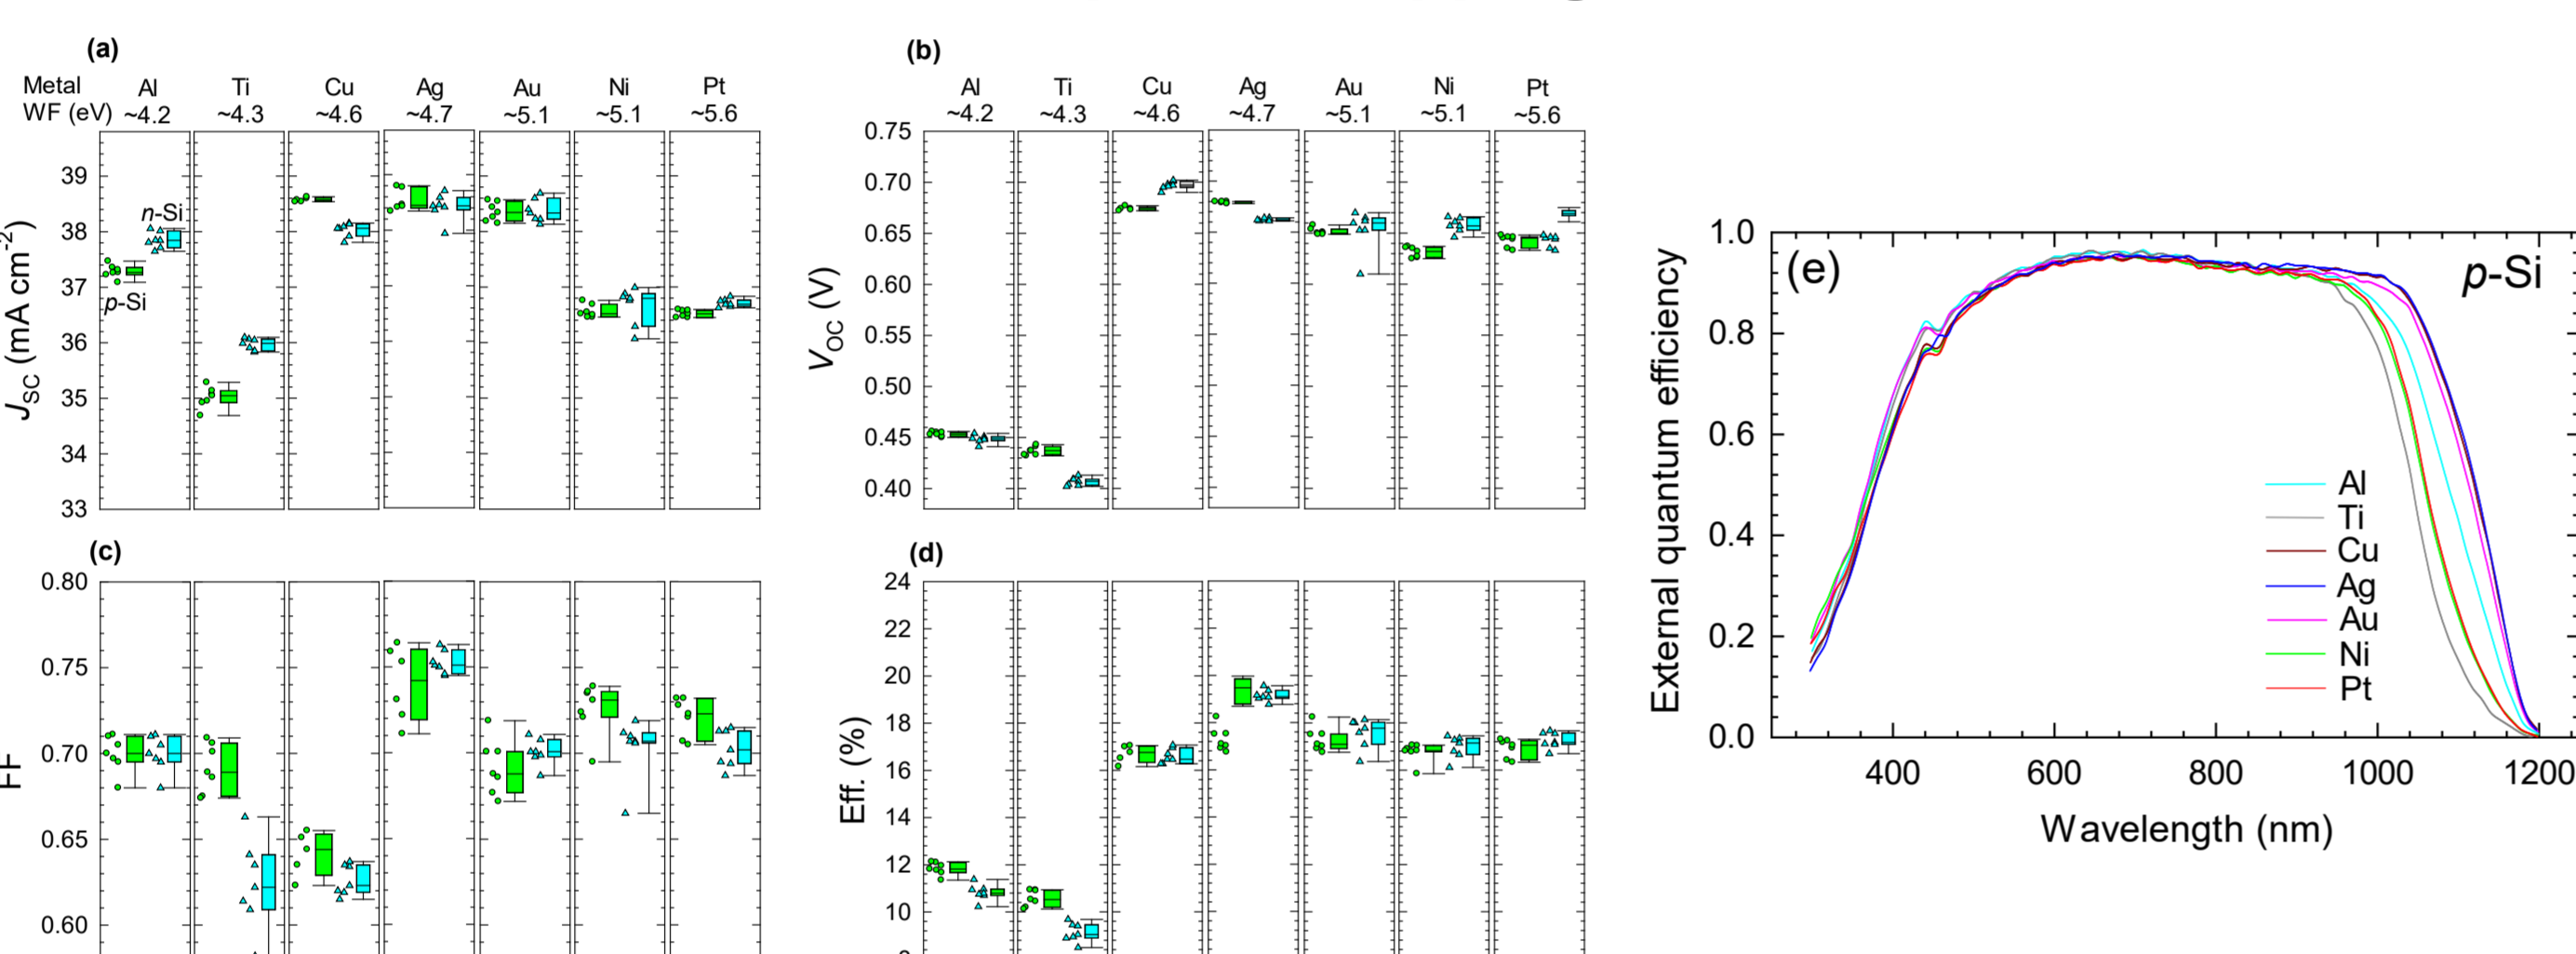 (a)
Metal Al Ti Cu Ag Au Ni Pt
WF (eV) ~4.2 ~4.3 ~4.6 ~4.7 ~5.1 ~5.1 ~5.6
39
38
37
36
35
34
33
J_SC (mA cm⁻²)
n-Si
p-Si
(b)
Al Ti Cu Ag Au Ni Pt
~4.2 ~4.3 ~4.6 ~4.7 ~5.1 ~5.1 ~5.6
0.75
0.70
0.65
0.60
0.55
0.50
0.45
0.40
V_OC (V)
(c)
0.80
0.75
0.70
0.65
0.60
FF
(d)
24
22
20
18
16
14
12
10
Eff. (%)
(e)
p-Si
1.0
0.8
0.6
0.4
0.2
0.0
External quantum efficiency
Al
Ti
Cu
Ag
Au
Ni
Pt
400 600 800 1000 1200
Wavelength (nm)